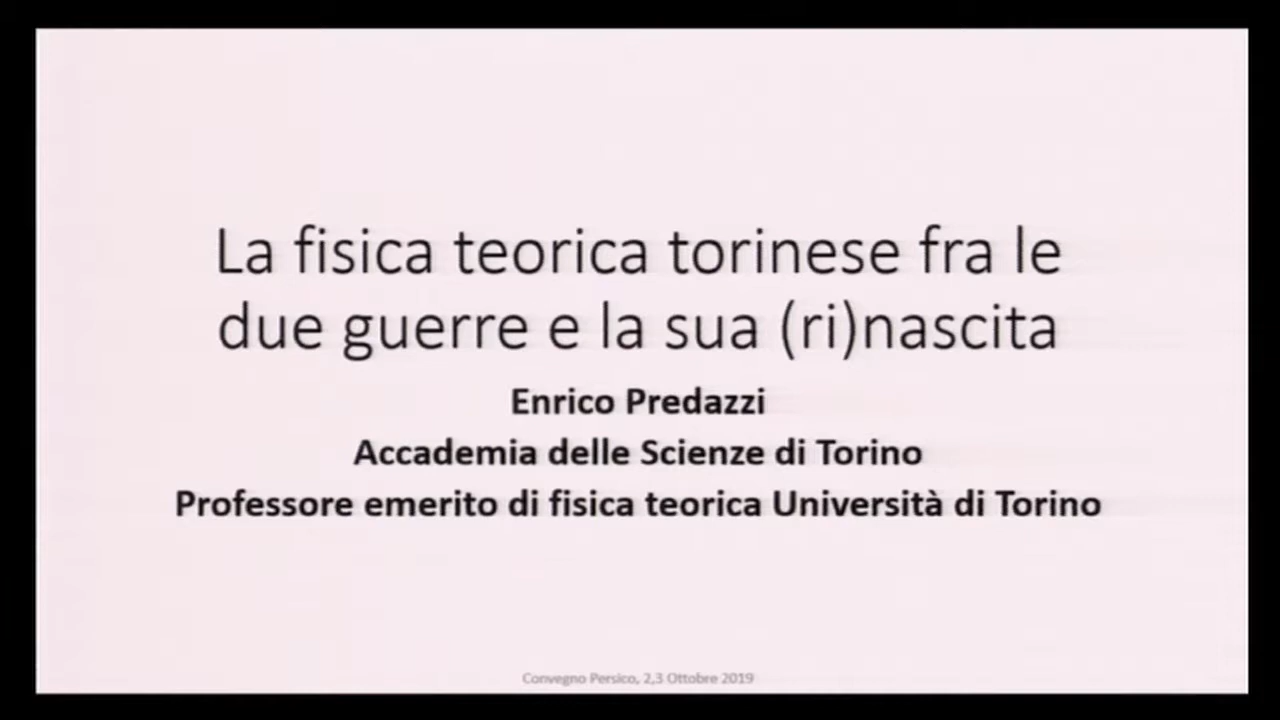 La fisica teorica torinese fra le
due guerre e la sua (ri)nascita
Enrico Predazzi
Accademia delle Scienze di Torino
Professore emerito di fisica teorica Università di Torino
Convegno Persico, 2,3 Ottobre 2019